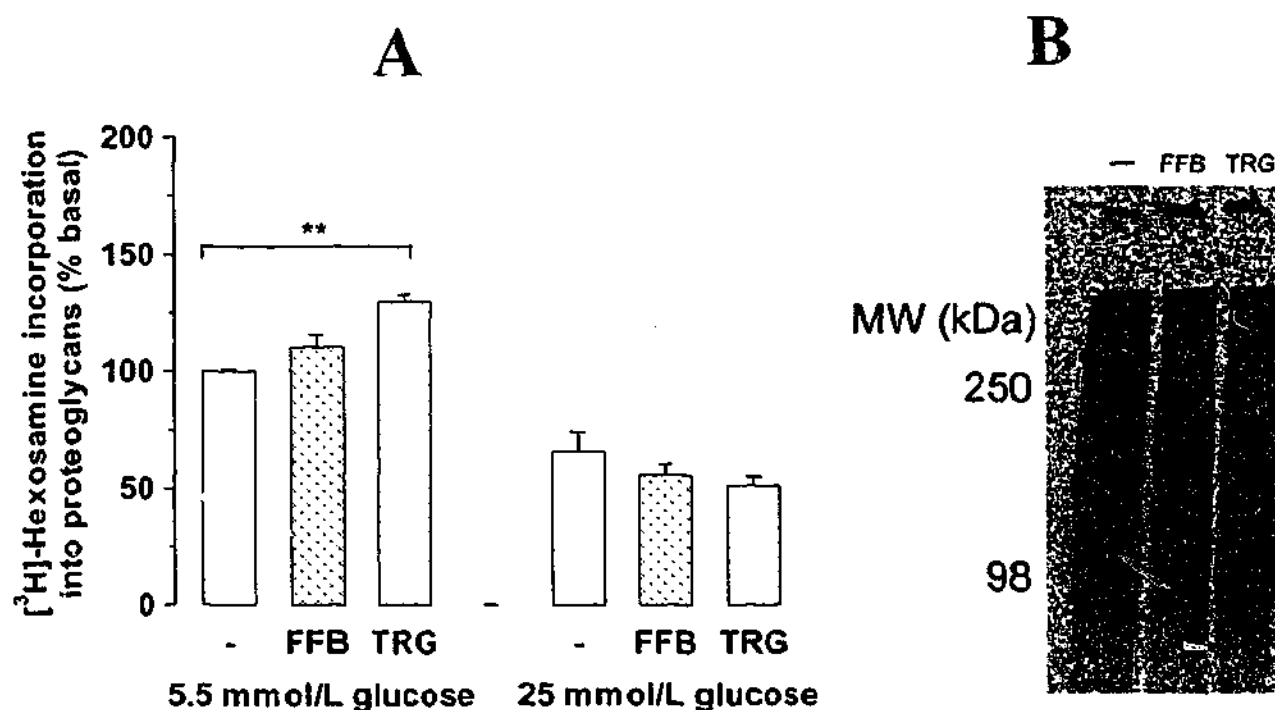 A
B
[³H]-Hexosamine incorporation
into proteoglycans (% basal)
200
150
100
50
0
**
- FFB TRG - FFB TRG
5.5 mmol/L glucose 25 mmol/L glucose
– FFB TRG
MW (kDa)
250
98